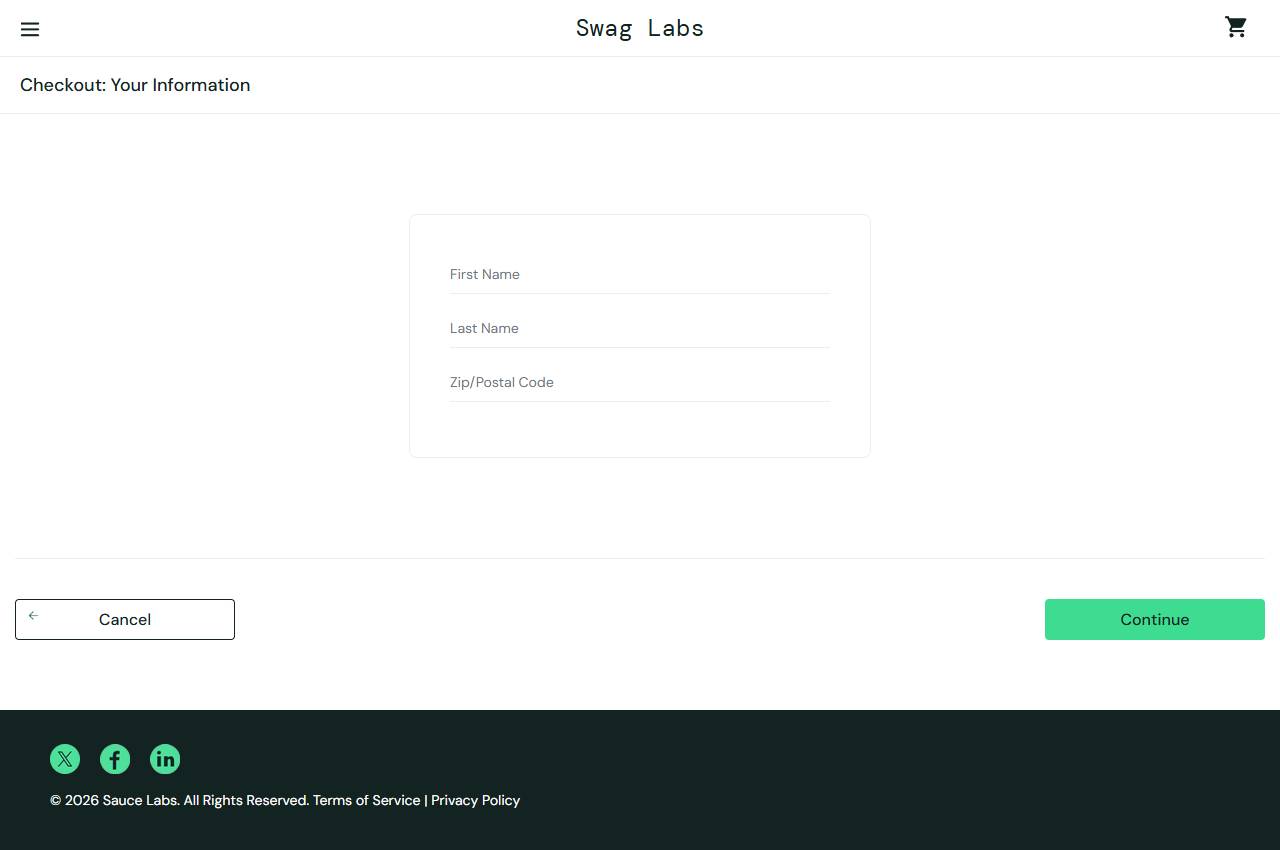 Swag Labs
Checkout: Your Information
First Name
Last Name
Zip/Postal Code
Cancel
Continue
© 2026 Sauce Labs. All Rights Reserved. Terms of Service | Privacy Policy